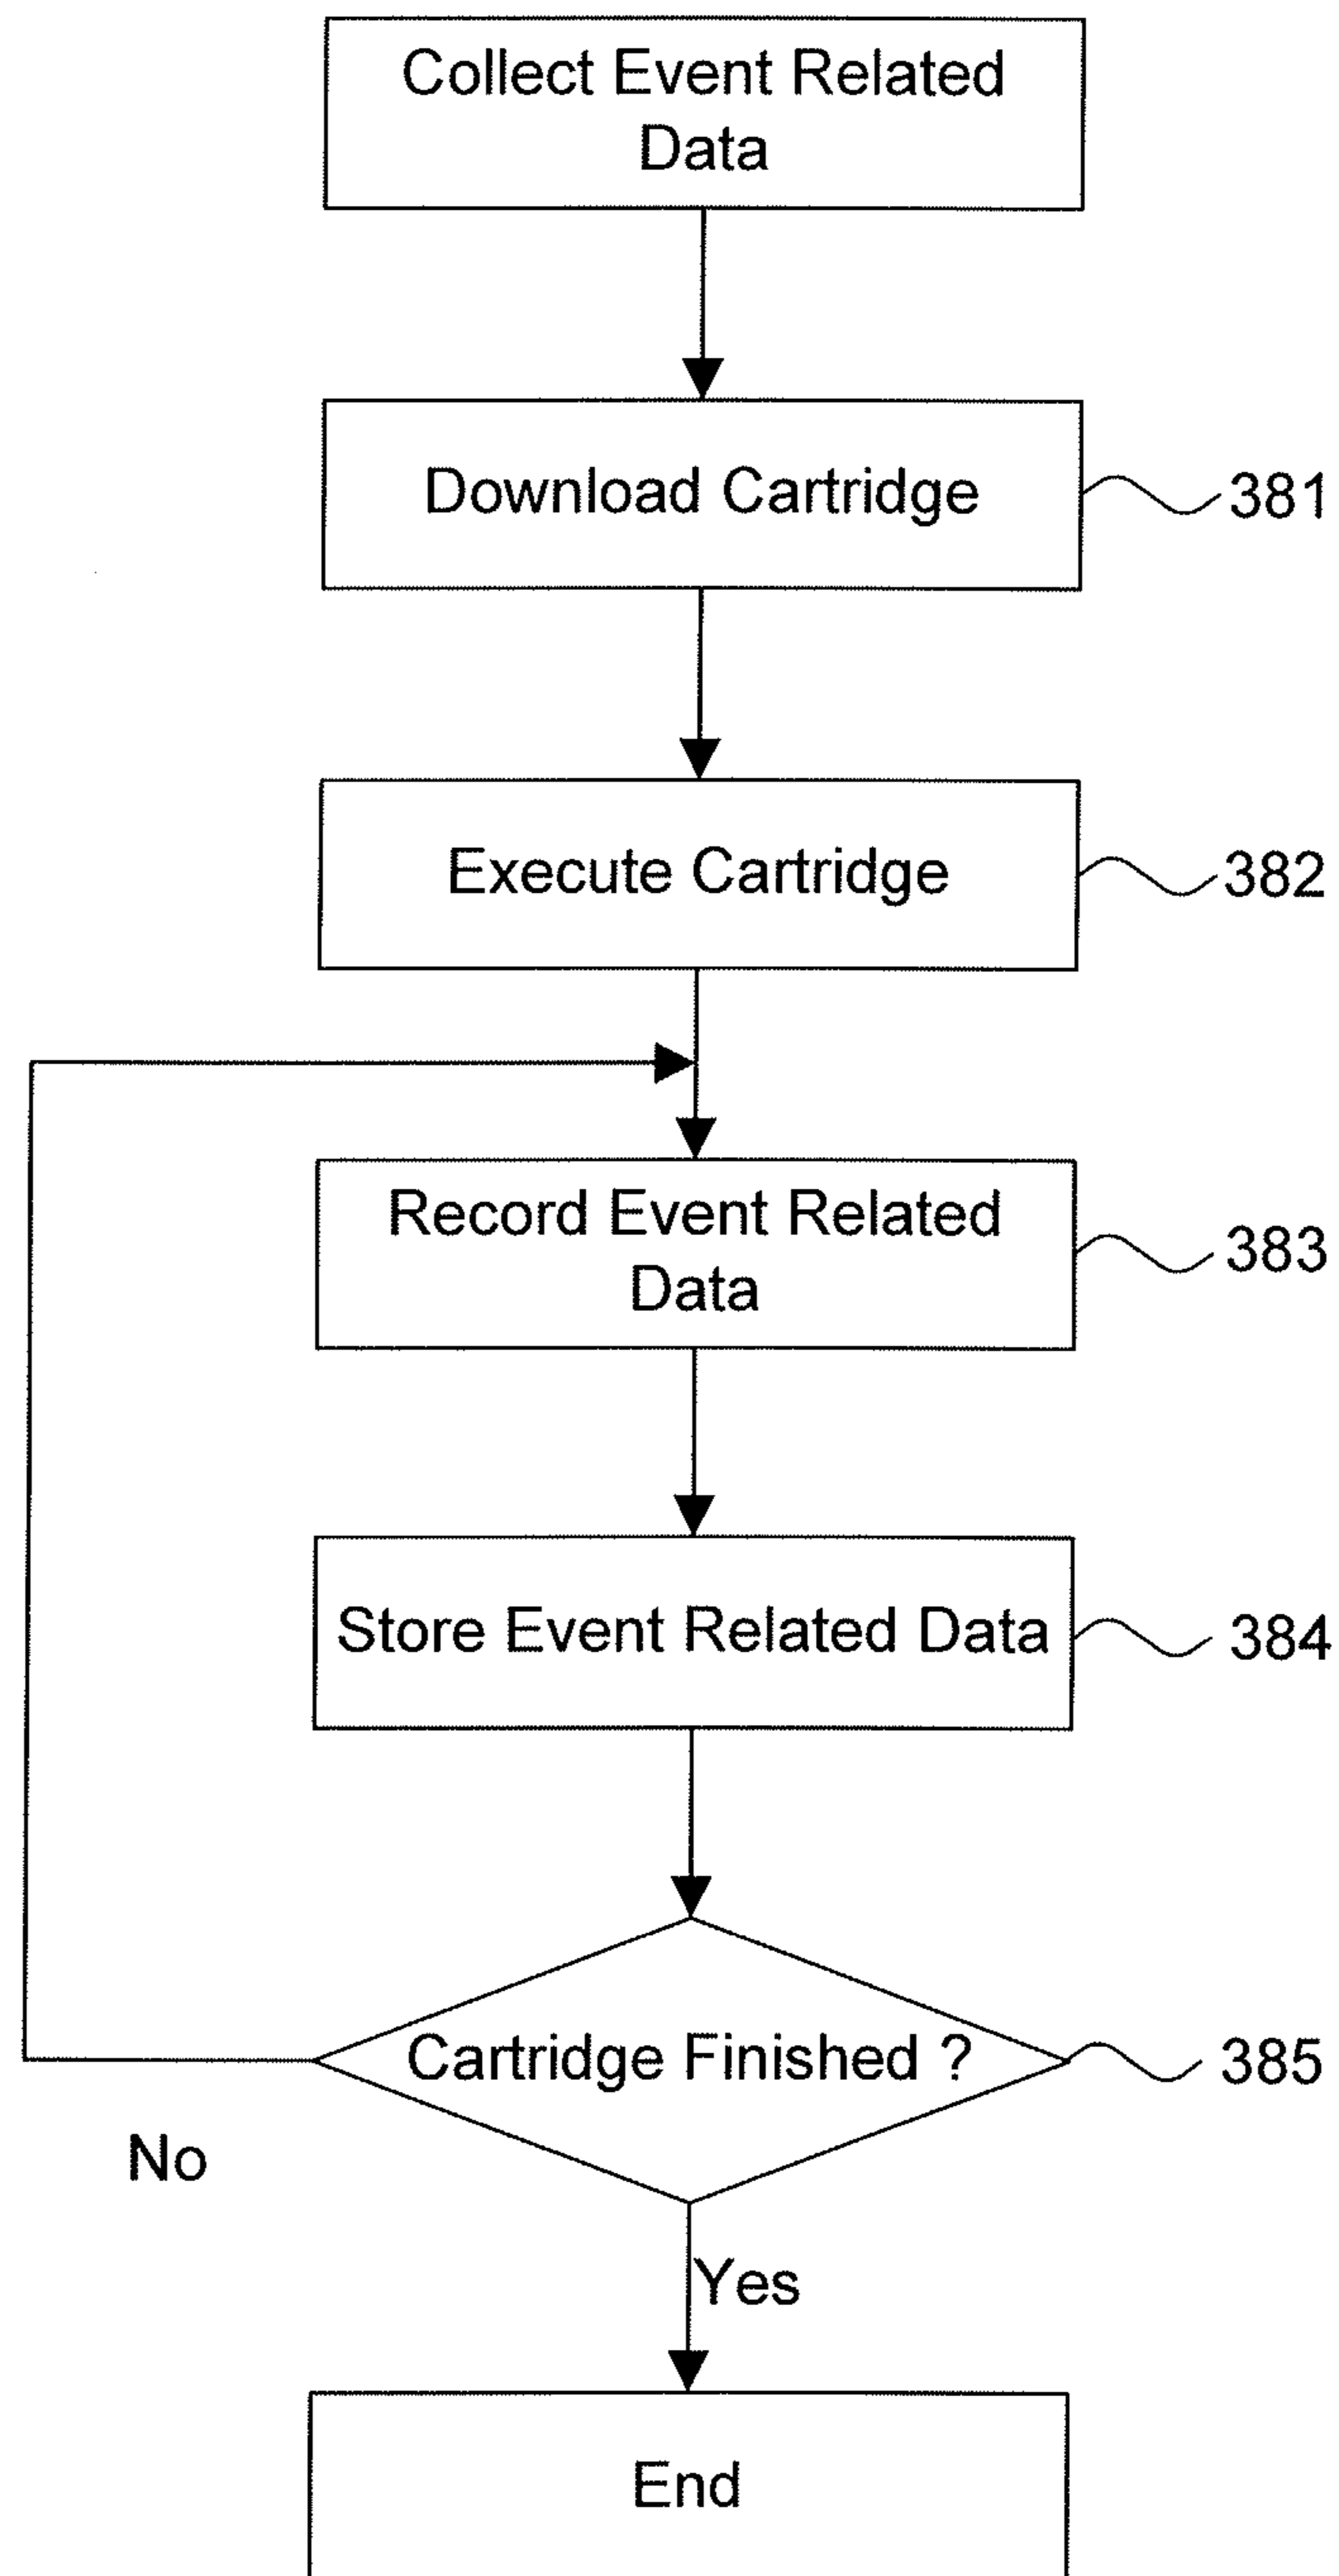 Collect Event Related
Data
Download Cartridge
381
Execute Cartridge
382
Record Event Related
Data
383
Store Event Related Data
384
Cartridge Finished ?
385
No
Yes
End